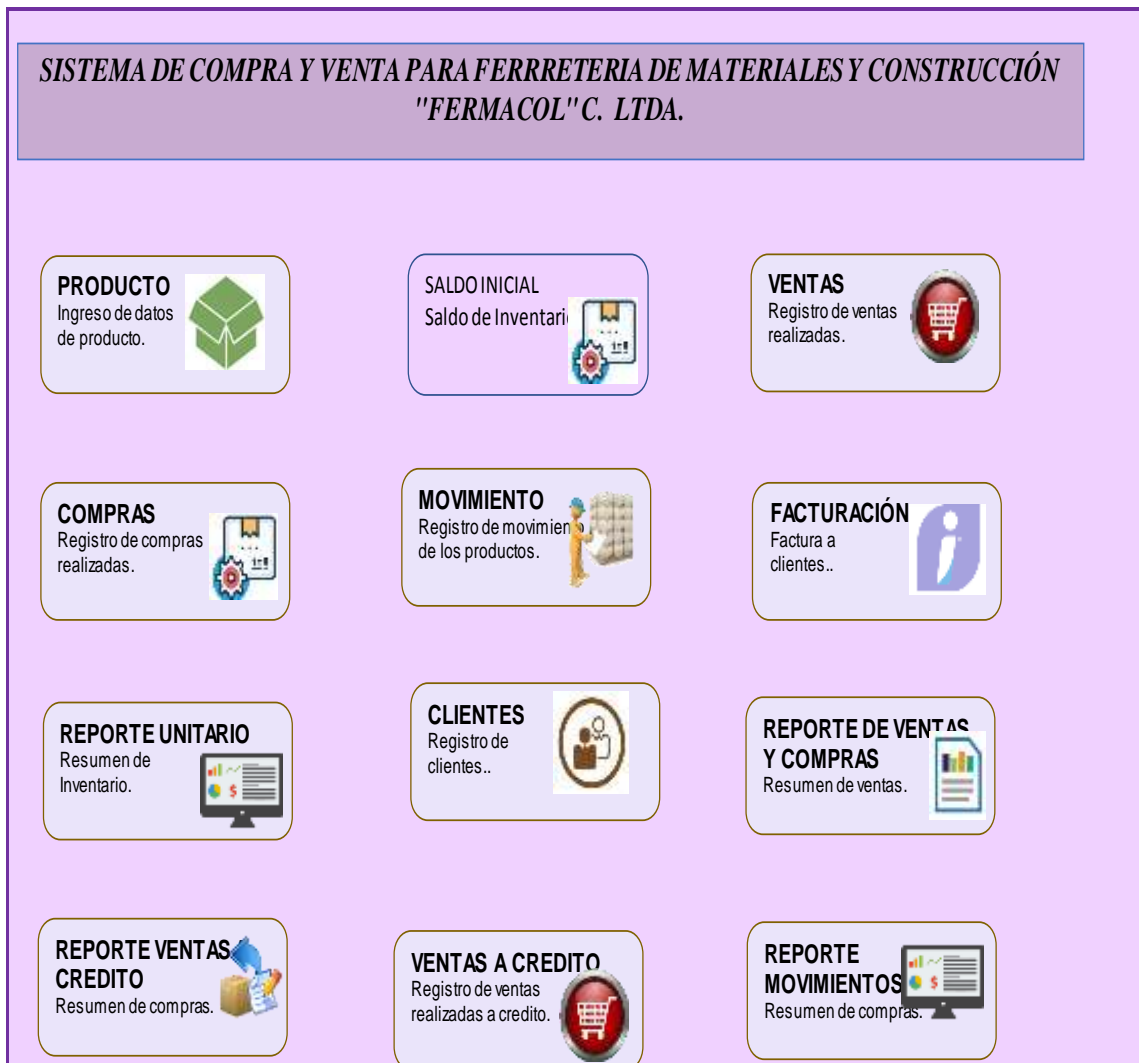 SISTEMA DE COMPRA Y VENTA PARA FERRRETERIA DE MATERIALES Y CONSTRUCCIÓN
"FERMACOL" C. LTDA.
PRODUCTO
Ingreso de datos
de producto.
SALDO INICIAL
Saldo de Inventari
VENTAS
Registro de ventas
realizadas.
COMPRAS
Registro de compras
realizadas.
MOVIMIENTO
Registro de movimiento
de los productos.
FACTURACIÓN
Factura a
clientes..
REPORTE UNITARIO
Resumen de
Inventario.
CLIENTES
Registro de
clientes..
REPORTE DE VENTAS
Y COMPRAS
Resumen de ventas.
REPORTE VENTAS
CREDITO
Resumen de compras.
VENTAS A CREDITO
Registro de ventas
realizadas a credito.
REPORTE
MOVIMIENTOS
Resumen de compras.